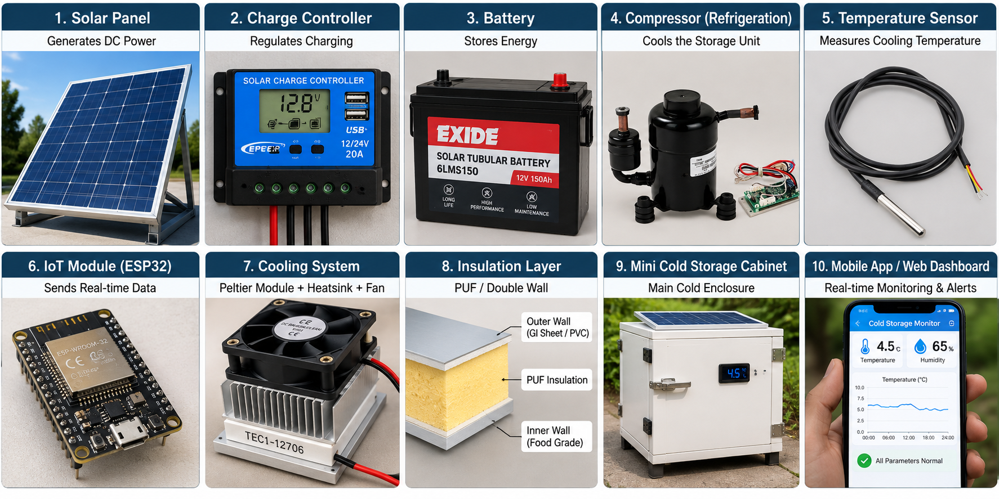 1. Solar Panel
Generates DC Power
2. Charge Controller
Regulates Charging
SOLAR CHARGE CONTROLLER
12.8 V
USB
12/24V
20A
3. Battery
Stores Energy
EXIDE
SOLAR TUBULAR BATTERY
6LMS150
12V 150Ah
LONG
LIFE
HIGH
PERFORMANCE
LOW
MAINTENANCE
4. Compressor (Refrigeration)
Cools the Storage Unit
5. Temperature Sensor
Measures Cooling Temperature
6. IoT Module (ESP32)
Sends Real-time Data
ESP-WROOM-32
CE
7. Cooling System
Peltier Module + Heatsink + Fan
CE
CE
TEC1-12706
8. Insulation Layer
PUF / Double Wall
Outer Wall
(GI Sheet / PVC)
PUF Insulation
Inner Wall
(Food Grade)
9. Mini Cold Storage Cabinet
Main Cold Enclosure
4.5
10. Mobile App / Web Dashboard
Real-time Monitoring & Alerts
Cold Storage Monitor
4.5 °C
Temperature
65 %
Humidity
Temperature (°C)
10.0
7.5
5.0
2.5
0.0
00:00 06:00 12:00 18:00 24:00
All Parameters Normal